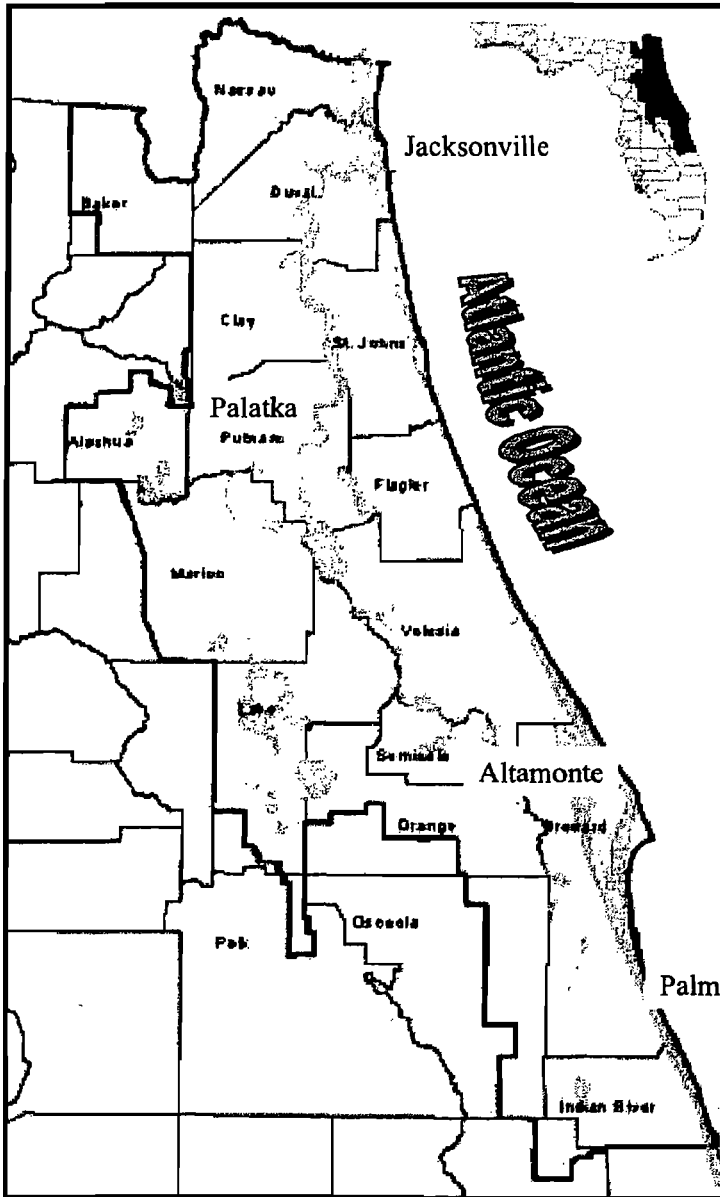 Nassau
Jacksonville
Duval
Baker
Atlantic Ocean
Clay
St. Johns
Palatka
Alachua
Putnam
Flagler
Marion
Volusia
Lake
Seminole
Altamonte
Orange
Brevard
Osceola
Polk
Palm
Indian River